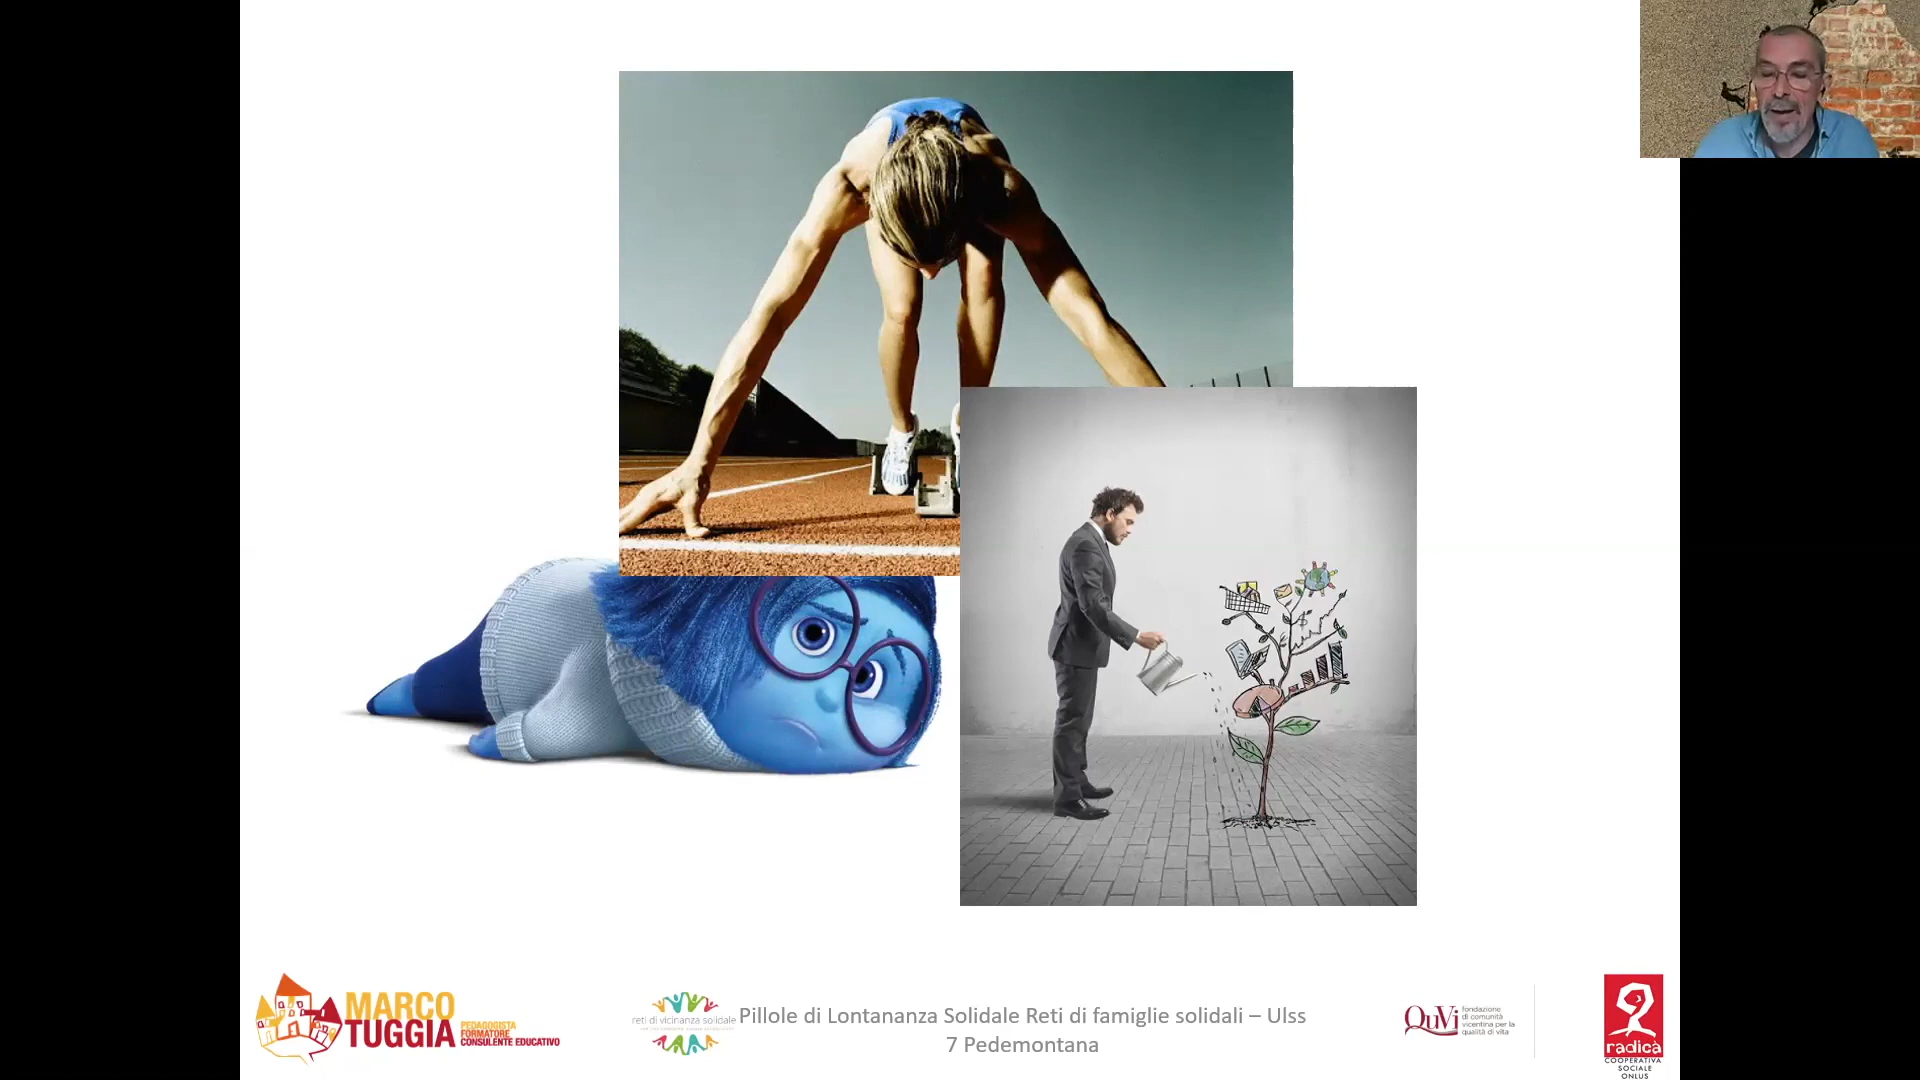 MARCO
TUGGIA
PEDAGOGISTA
FORMATORE
CONSULENTE EDUCATIVO
reti di vicinanza solidale
Pillole di Lontananza Solidale Reti di famiglie solidali – Ulss
7 Pedemontana
QuVi
fondazione
di comunità
vicentina per la
qualità di vita
radicà
COOPERATIVA
SOCIALE
ONLUS